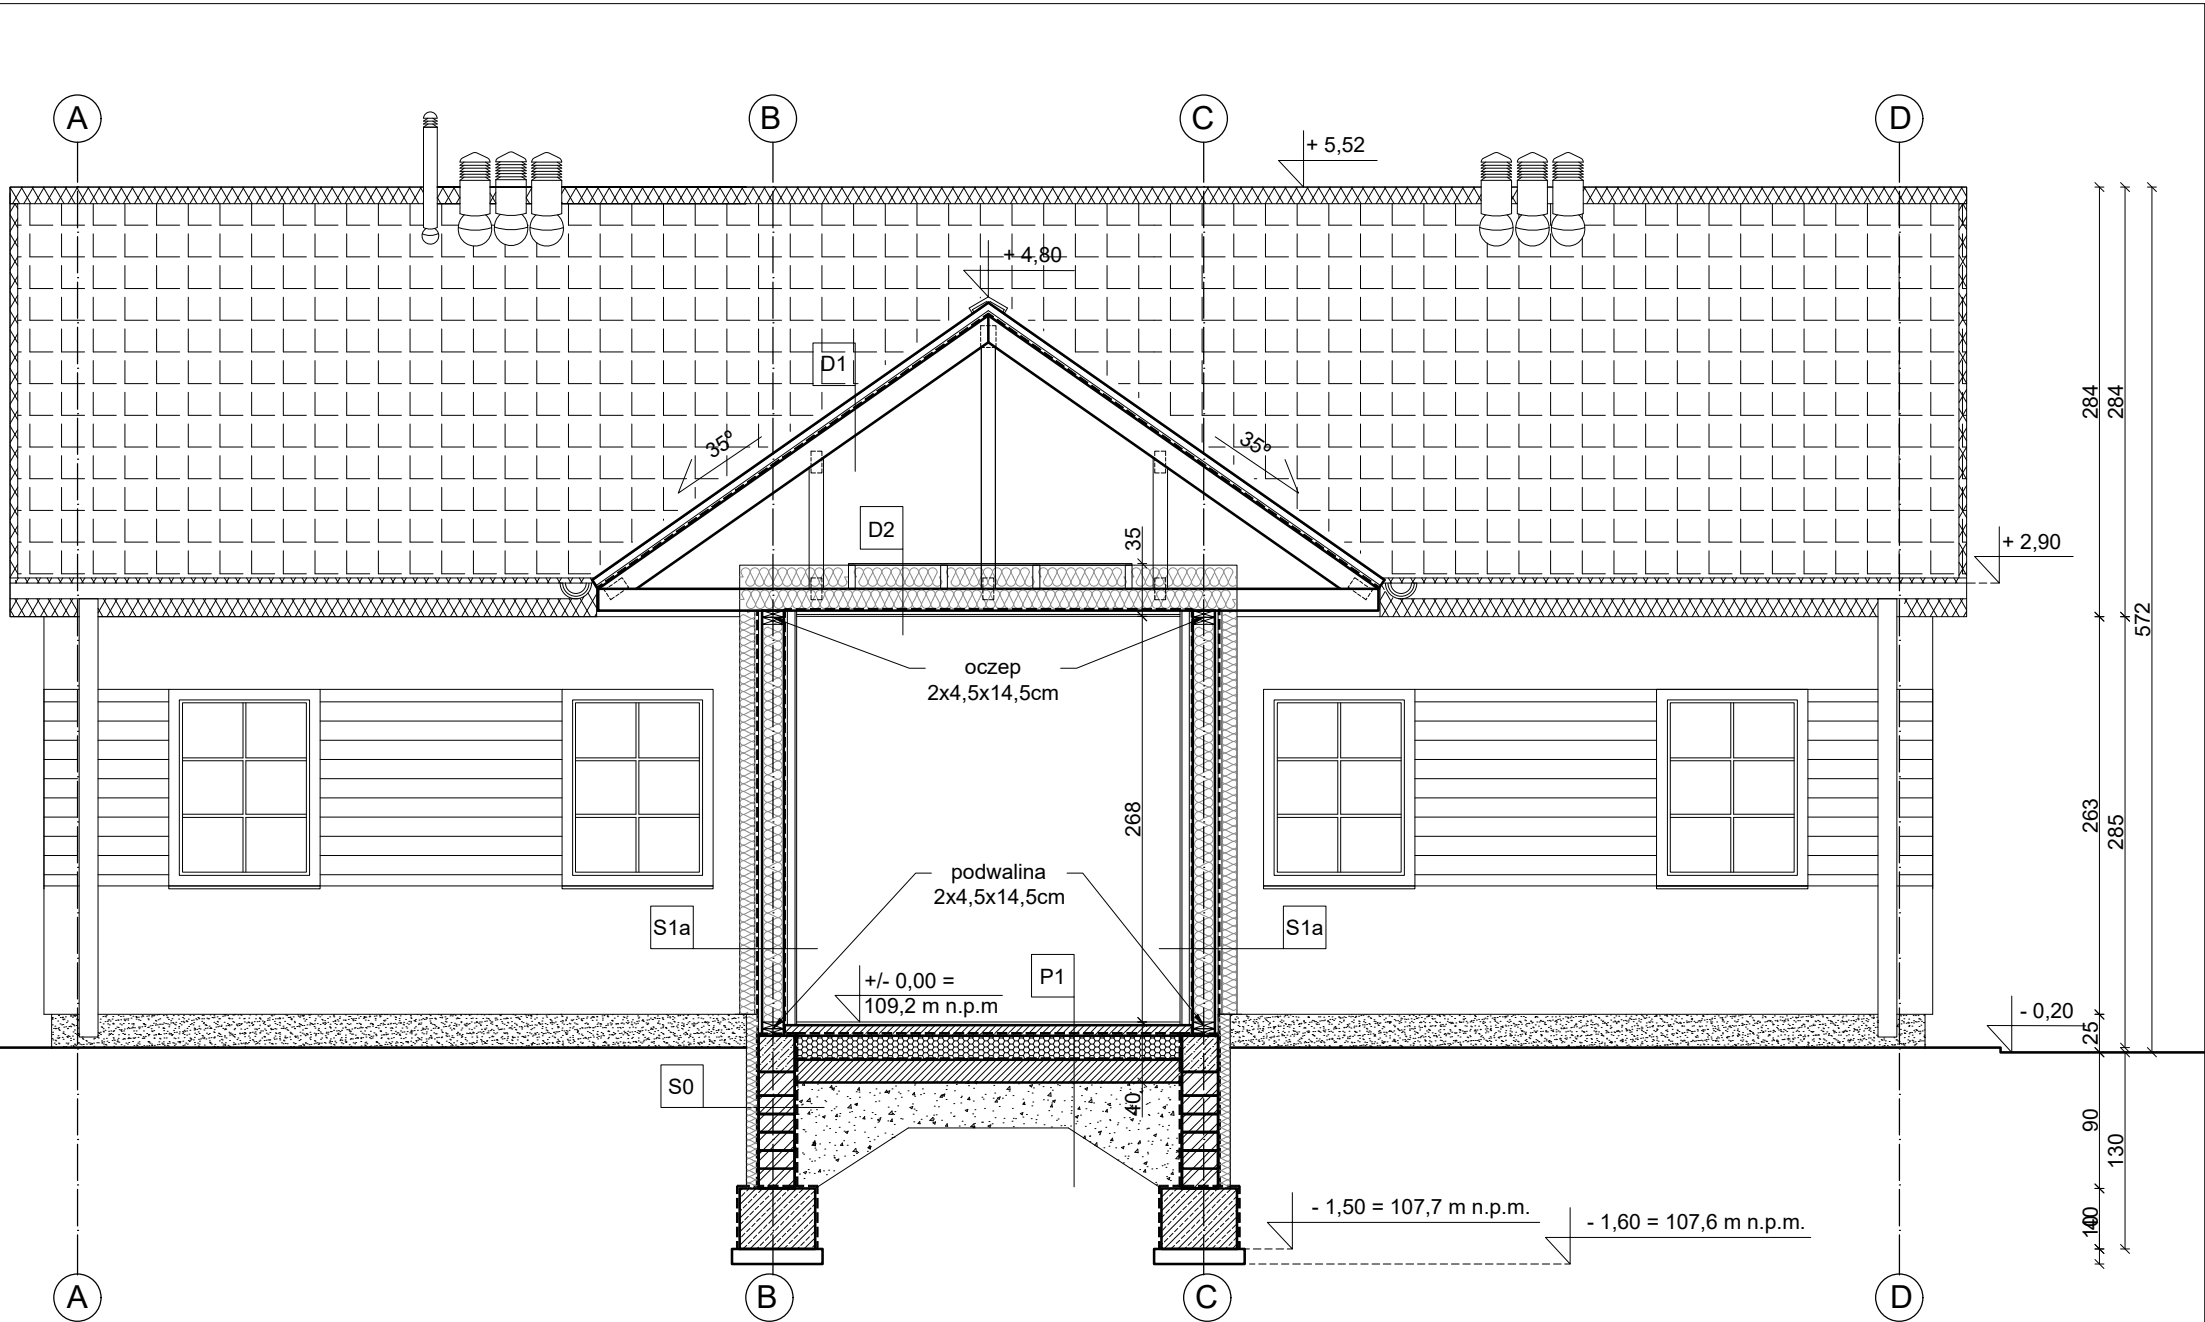 A
B
C
D
+ 5,52
+ 4,80
D1
35º
35º
D2
35
+ 2,90
284
284
572
oczep
2x4,5x14,5cm
268
263
285
podwalina
2x4,5x14,5cm
S1a
S1a
+/- 0,00 =
109,2 m n.p.m
P1
- 0,20
25
S0
40
90
130
- 1,50 = 107,7 m n.p.m.
- 1,60 = 107,6 m n.p.m.
A
B
C
D